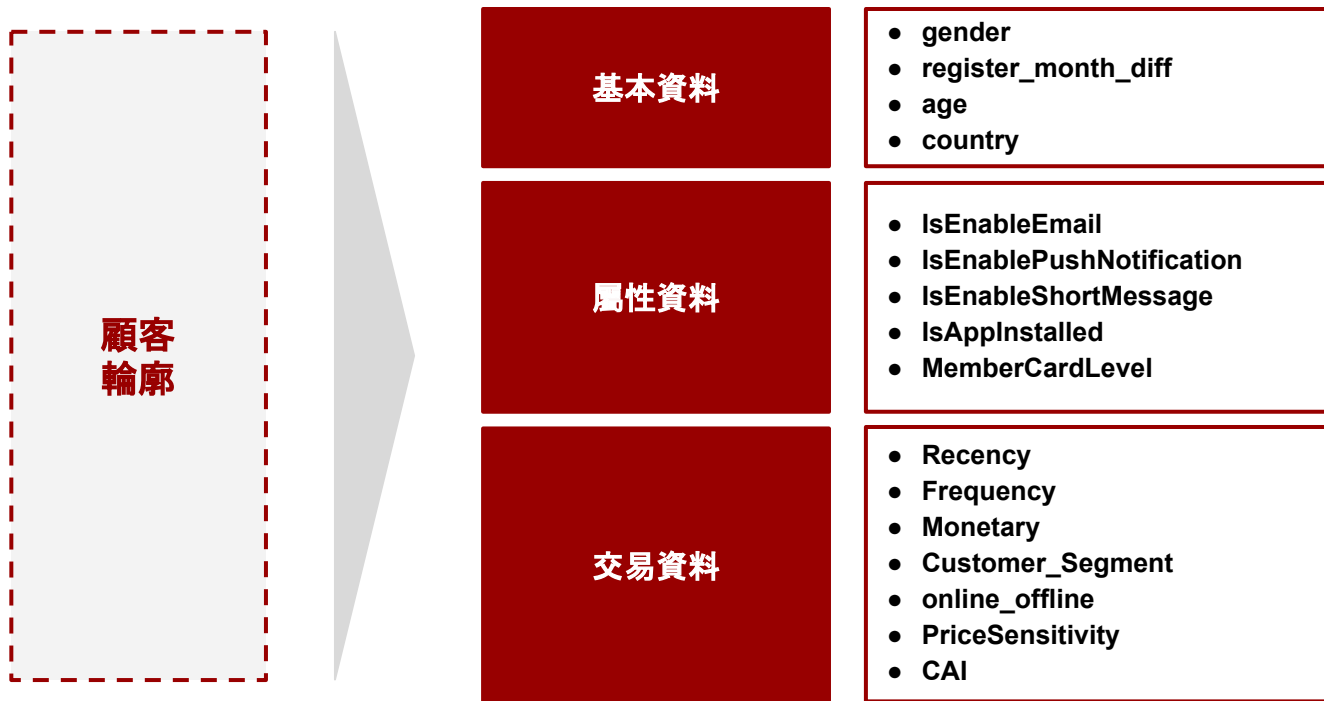 顧客
輪廓
基本資料
● gender
● register_month_diff
● age
● country
屬性資料
● IsEnableEmail
● IsEnablePushNotification
● IsEnableShortMessage
● IsAppInstalled
● MemberCardLevel
交易資料
● Recency
● Frequency
● Monetary
● Customer_Segment
● online_offline
● PriceSensitivity
● CAI